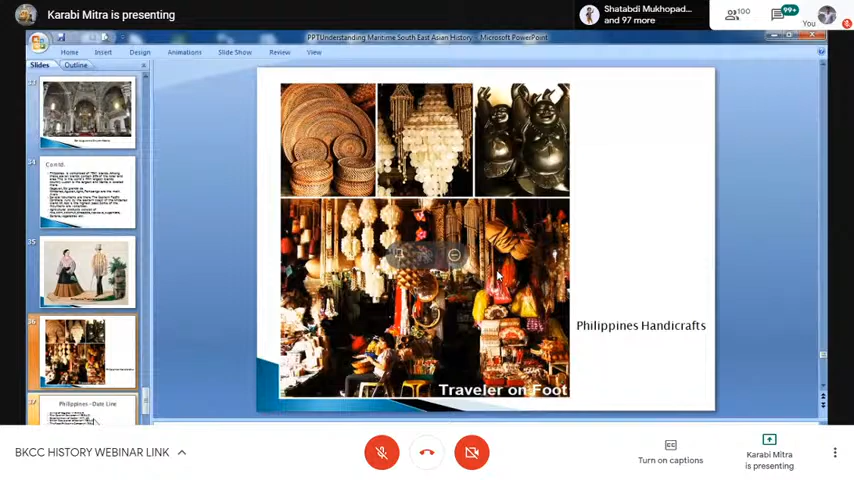 Karabi Mitra is presenting
Shatabdi Mukhopad...
and 97 more
100
99+
You
PPTUnderstanding Maritime South East Asian History - Microsoft PowerPoint
Home Insert Design Animations Slide Show Review View
Slides Outline
33
34
Contd.
35
36
37
Philippines - Date Line
Philippines Handicrafts
Traveler on Foot
BKCC HISTORY WEBINAR LINK
Turn on captions
Karabi Mitra
is presenting